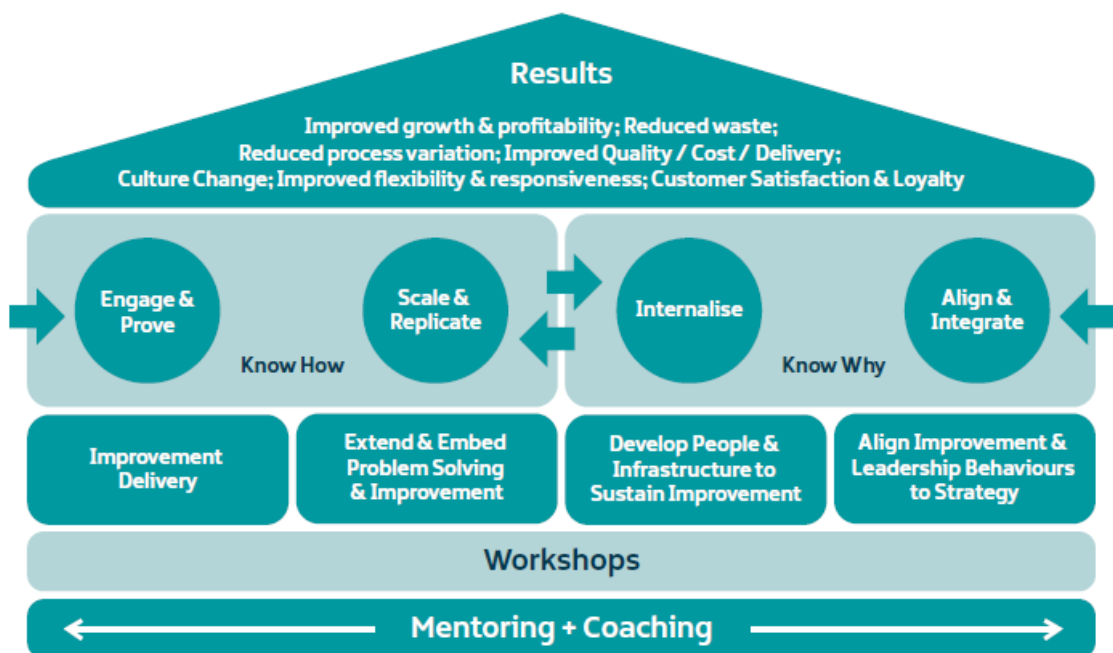 Results
Improved growth & profitability; Reduced waste;
Reduced process variation; Improved Quality / Cost / Delivery;
Culture Change; Improved flexibility & responsiveness; Customer Satisfaction & Loyalty
Engage &
Prove
Know How
Scale &
Replicate
Internalise
Know Why
Align &
Integrate
Improvement
Delivery
Extend & Embed
Problem Solving
& Improvement
Develop People &
Infrastructure to
Sustain Improvement
Align Improvement &
Leadership Behaviours
to Strategy
Workshops
Mentoring + Coaching